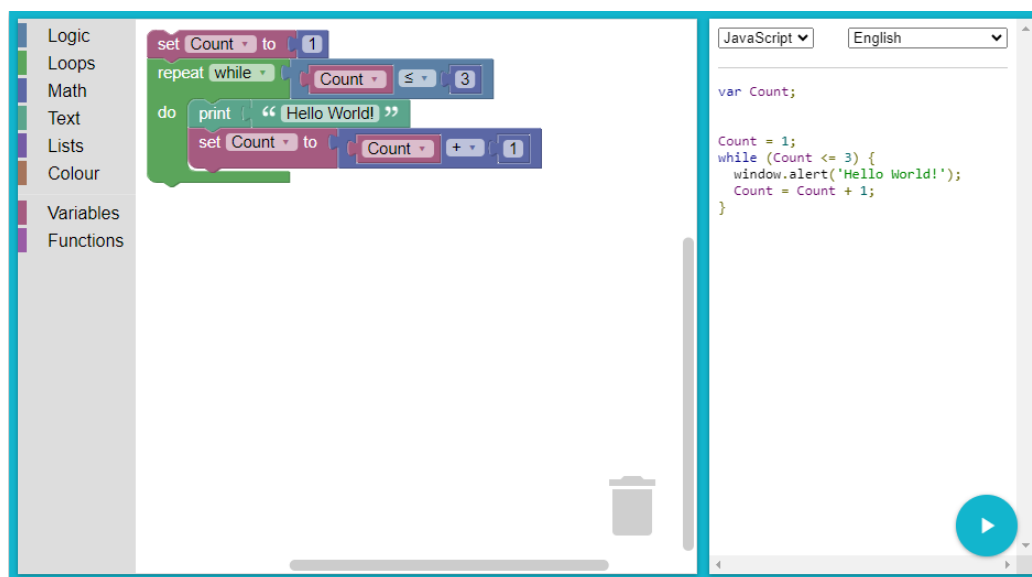 Logic
Loops
Math
Text
Lists
Colour
Variables
Functions
set Count to 1
repeat while Count ≤ 3
do print “ Hello World! ”
set Count to Count + 1
JavaScript English
var Count;
Count = 1;
while (Count <= 3) {
window.alert('Hello World!');
Count = Count + 1;
}